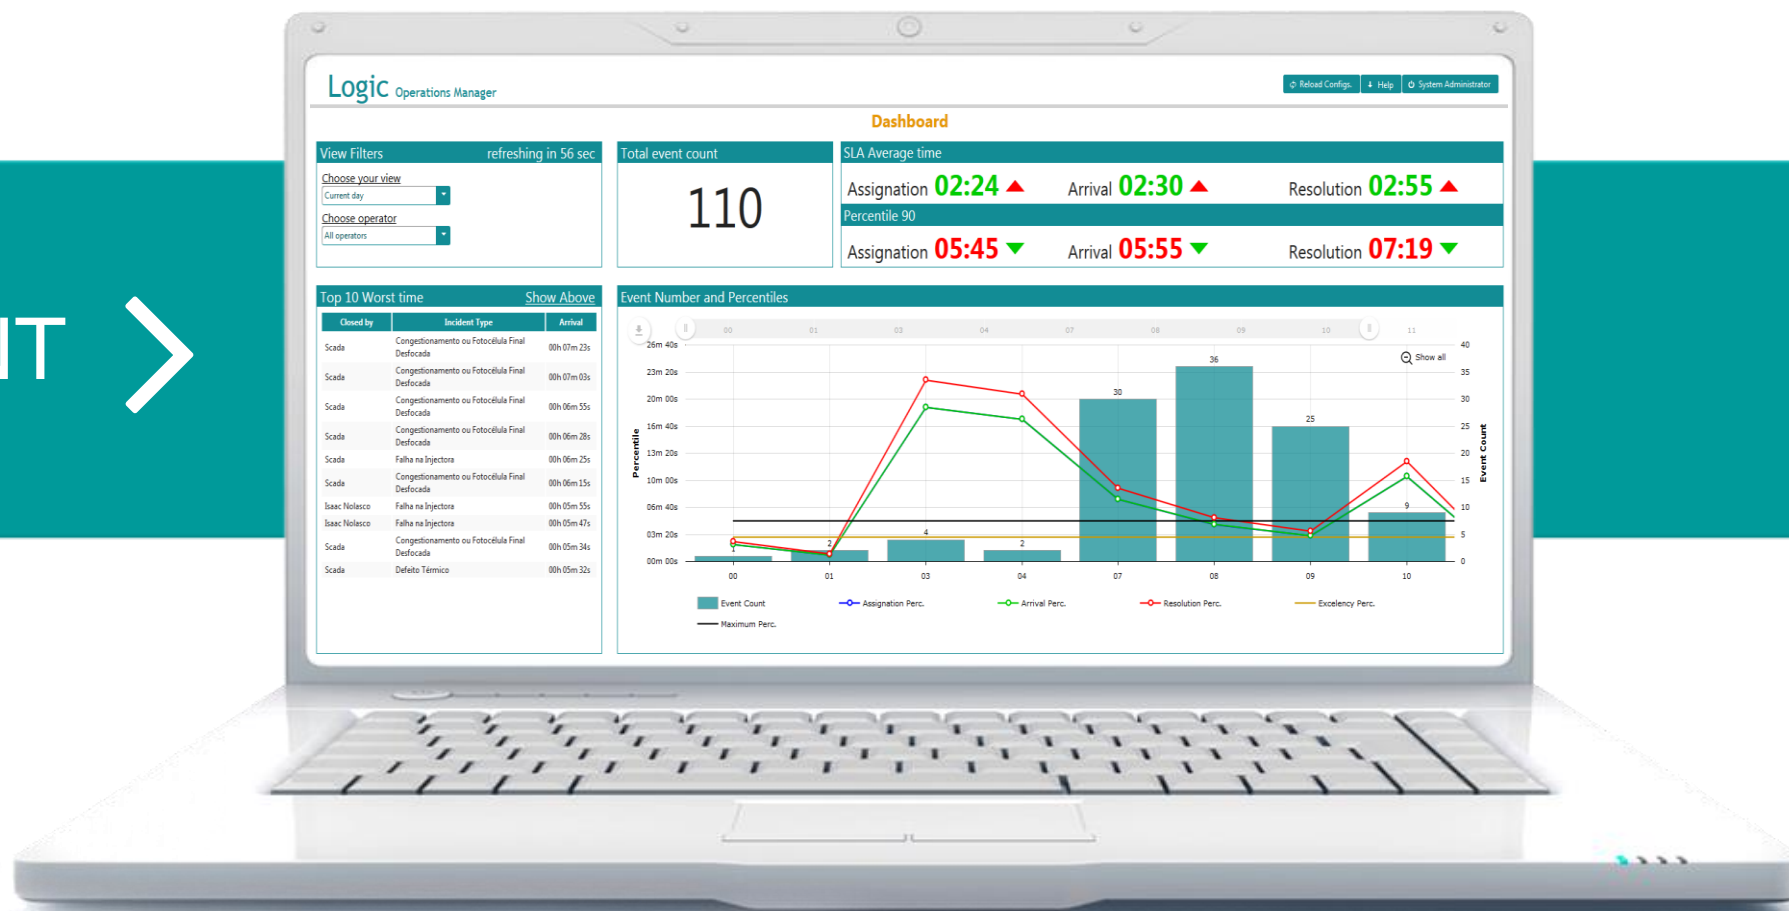 NT
Logic Operations Manager
Reload Configs. Help System Administrator
Dashboard
View Filters refreshing in 56 sec
Choose your view
Current day
Choose operator
All operators
Total event count
110
SLA Average time
Assignation 02:24 Arrival 02:30 Resolution 02:55
Percentile 90
Assignation 05:45 Arrival 05:55 Resolution 07:19
Top 10 Worst time Show Above
Closed by Incident Type Arrival
Scada Congestionamento ou Fotocélula Final Desfocada 00h 07m 23s
Scada Congestionamento ou Fotocélula Final Desfocada 00h 07m 03s
Scada Congestionamento ou Fotocélula Final Desfocada 00h 06m 55s
Scada Congestionamento ou Fotocélula Final Desfocada 00h 06m 28s
Scada Falha na Injectora 00h 06m 25s
Scada Congestionamento ou Fotocélula Final Desfocada 00h 06m 15s
Isaac Nolasco Falha na Injectora 00h 05m 55s
Isaac Nolasco Falha na Injectora 00h 05m 47s
Scada Congestionamento ou Fotocélula Final Desfocada 00h 05m 34s
Scada Defeito Térmico 00h 05m 32s
Event Number and Percentiles
00 01 03 04 07 08 09 10 11
Show all
26m 40s 40
23m 20s 35
20m 00s 30
16m 40s 25
13m 20s 20
10m 00s 15
06m 40s 10
03m 20s 5
00m 00s 0
Percentile
Event Count
1 2 4 2 30 36 25 9
00 01 03 04 07 08 09 10
Event Count Assignation Perc. Arrival Perc. Resolution Perc. Excelency Perc.
Maximum Perc.